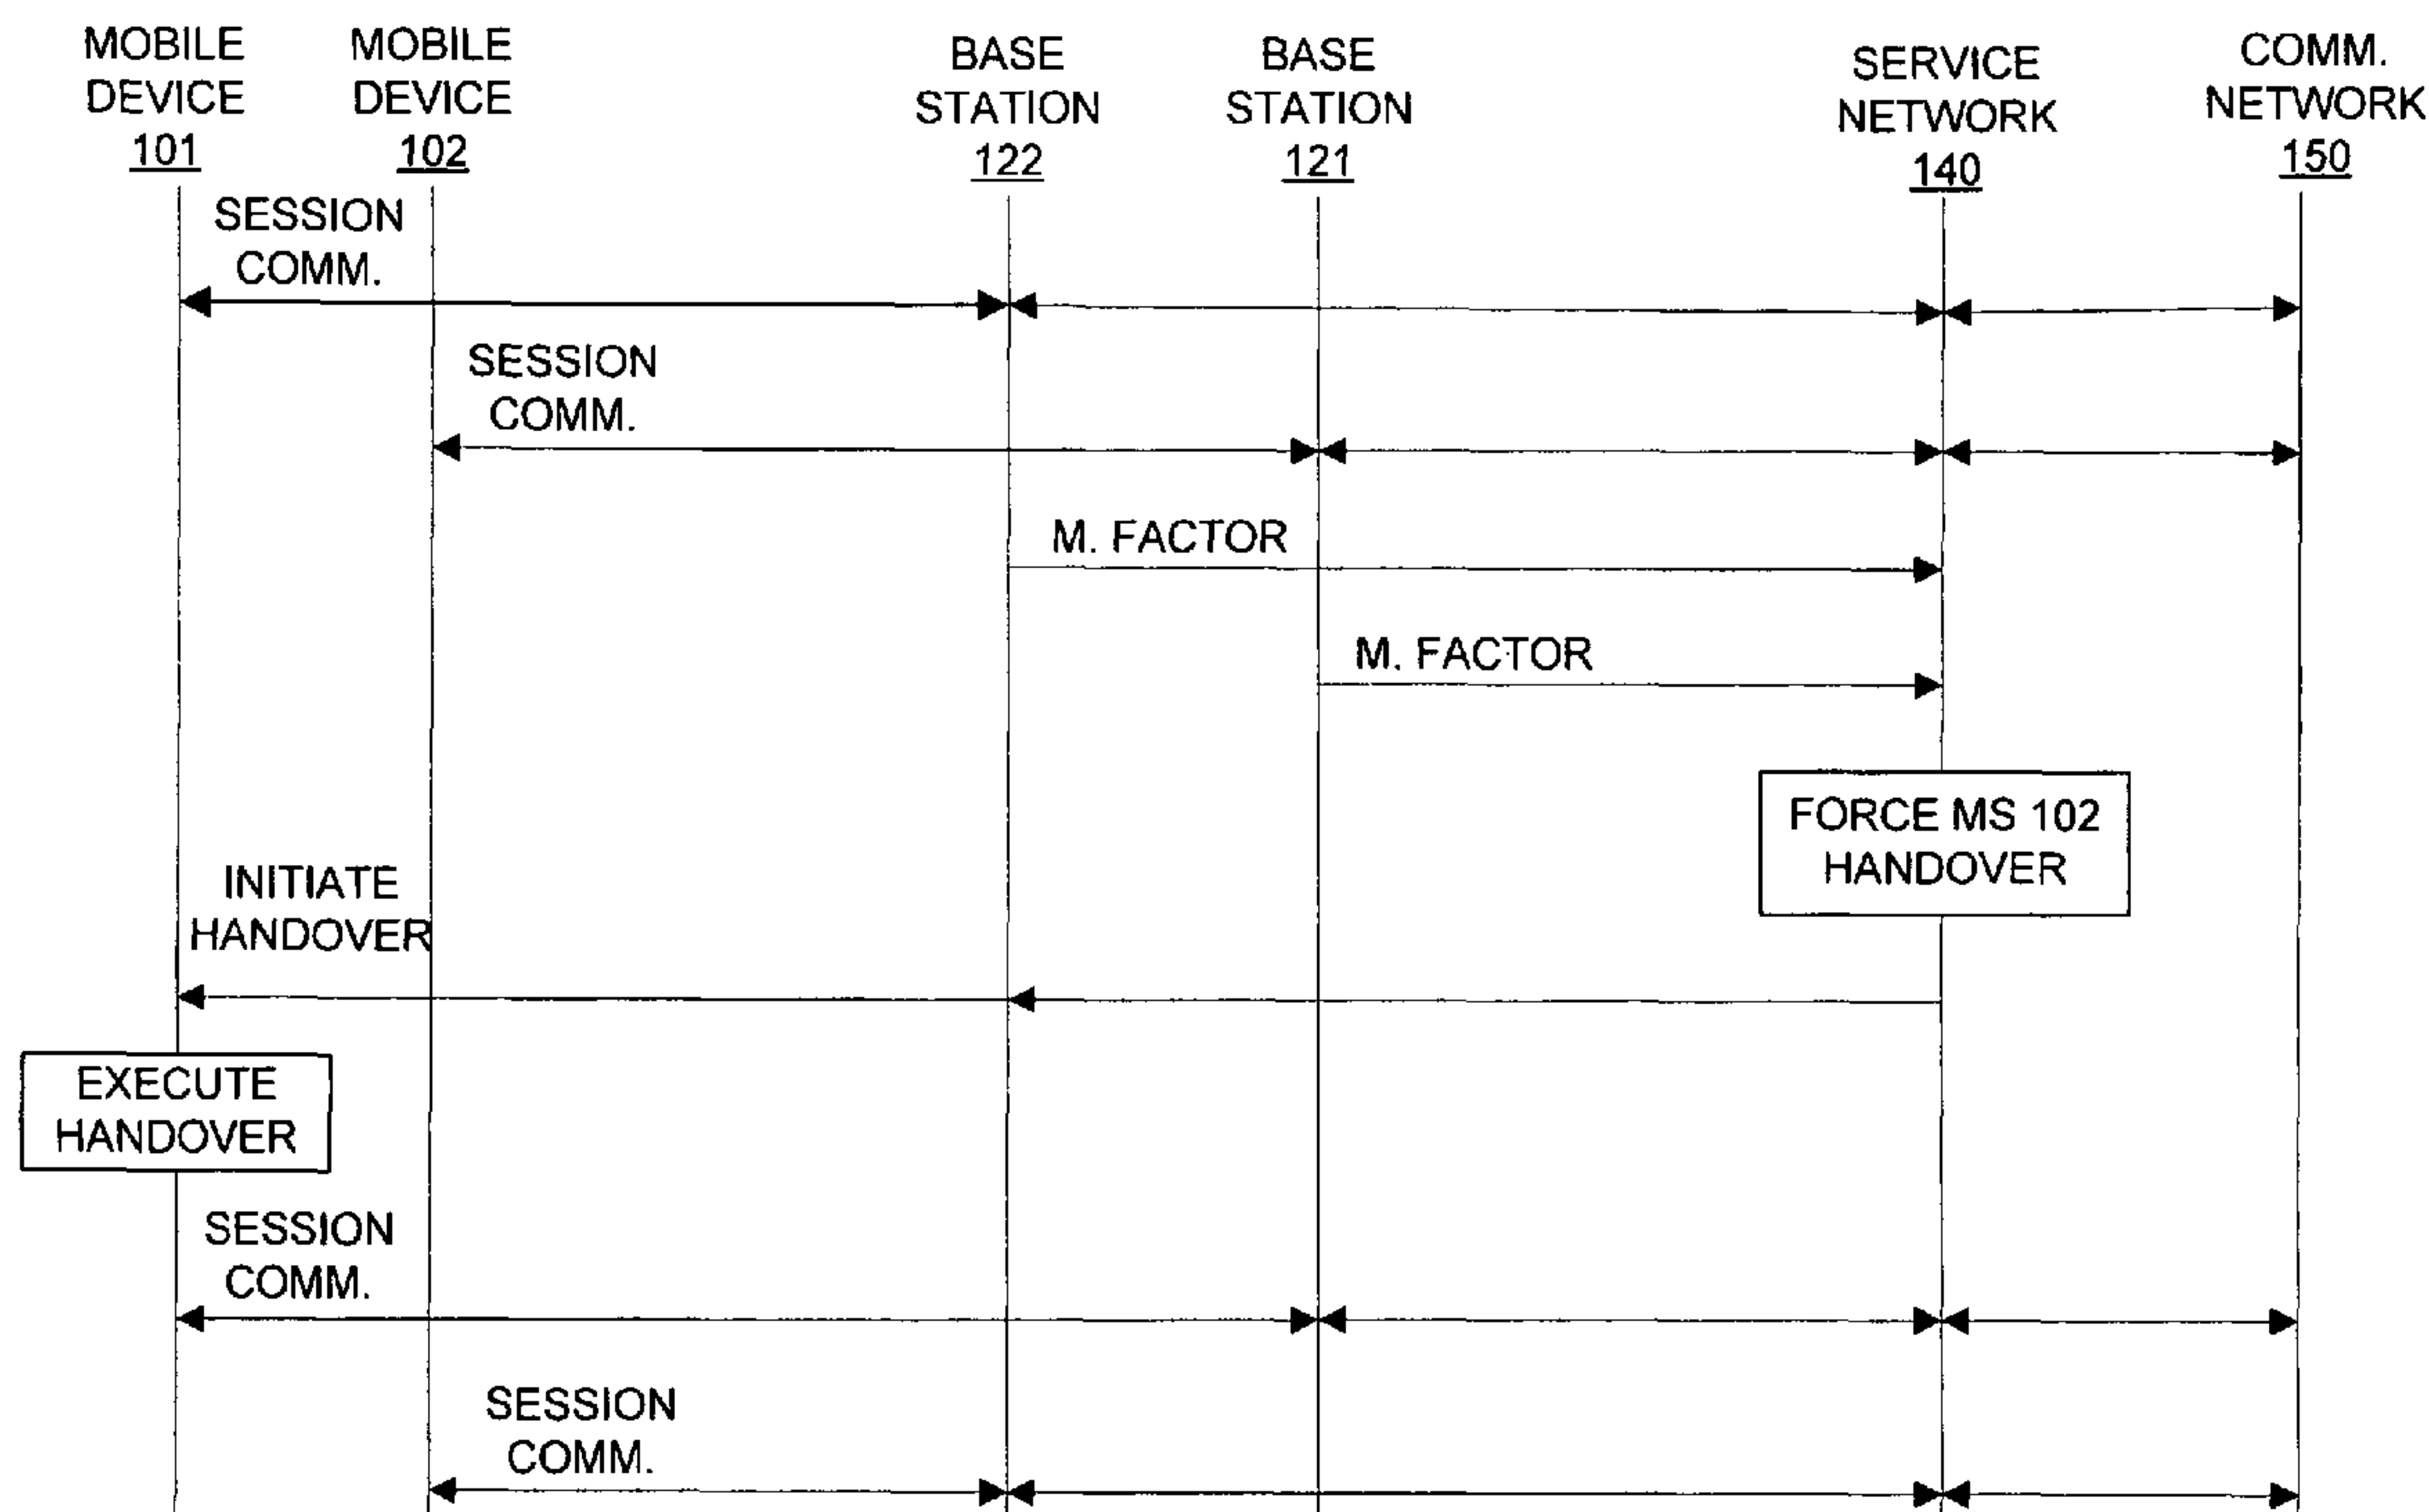 MOBILE
DEVICE
101
MOBILE
DEVICE
102
BASE
STATION
122
BASE
STATION
121
SERVICE
NETWORK
140
COMM.
NETWORK
150
SESSION
COMM.
SESSION
COMM.
M. FACTOR
M. FACTOR
FORCE MS 102
HANDOVER
INITIATE
HANDOVER
EXECUTE
HANDOVER
SESSION
COMM.
SESSION
COMM.